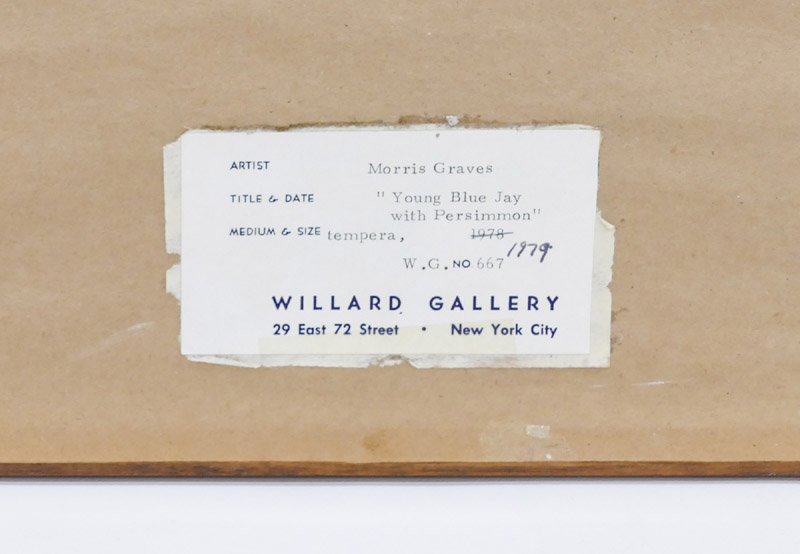 ARTIST Morris Graves
TITLE & DATE " Young Blue Jay
with Persimmon"
MEDIUM & SIZE tempera, 1978
1979
W.G. NO 667
WILLARD GALLERY
29 East 72 Street • New York City